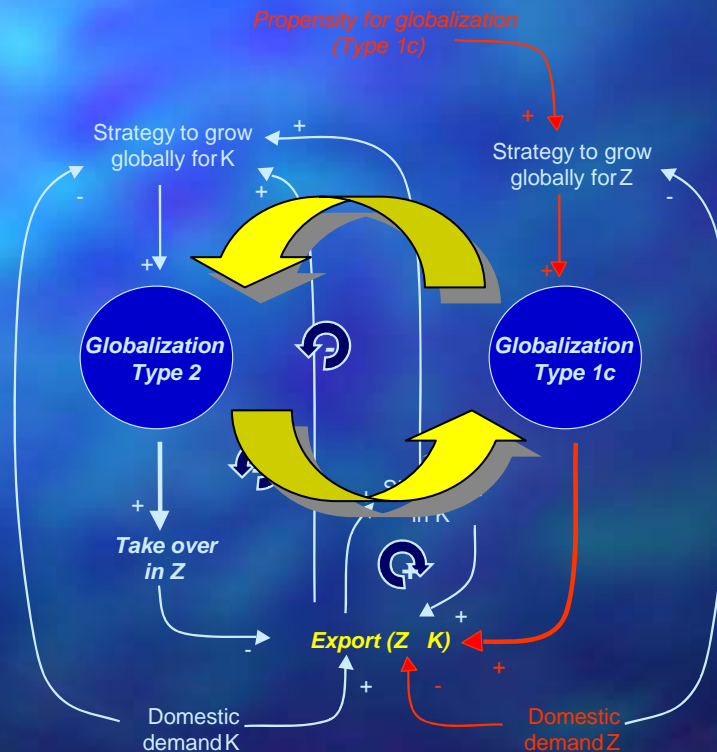 Propensity for globalization
(Type 1c)
+
+
Strategy to grow
globally for K
+
-
Strategy to grow
globally for Z
-
+
+
Globalization
Type 2
-
Globalization
Type 1c
+
in K
Take over
in Z
+
+
-
Export (Z K)
+
+
-
Domestic
demand K
Domestic
demand Z